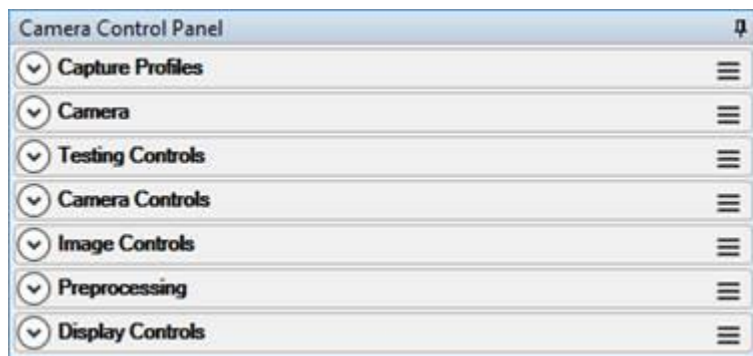 Camera Control Panel
Capture Profiles
Camera
Testing Controls
Camera Controls
Image Controls
Preprocessing
Display Controls